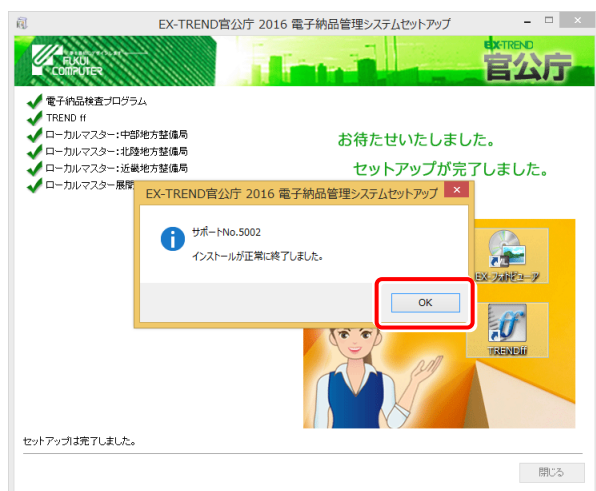 EX-TREND官公庁 2016 電子納品管理システムセットアップ
FUKUI
COMPUTER
EX-TREND
官公庁
電子納品検査プログラム
TREND ff
ローカルマスター:中部地方整備局
ローカルマスター:北陸地方整備局
ローカルマスター:近畿地方整備局
ローカルマスター展開
お待たせいたしました。
セットアップが完了しました。
EX-TREND官公庁 2016 電子納品管理システムセットアップ
サポートNo.5002
インストールが正常に終了しました。
OK
EX-フォトビューア
TRENDff
セットアップは完了しました。
閉じる